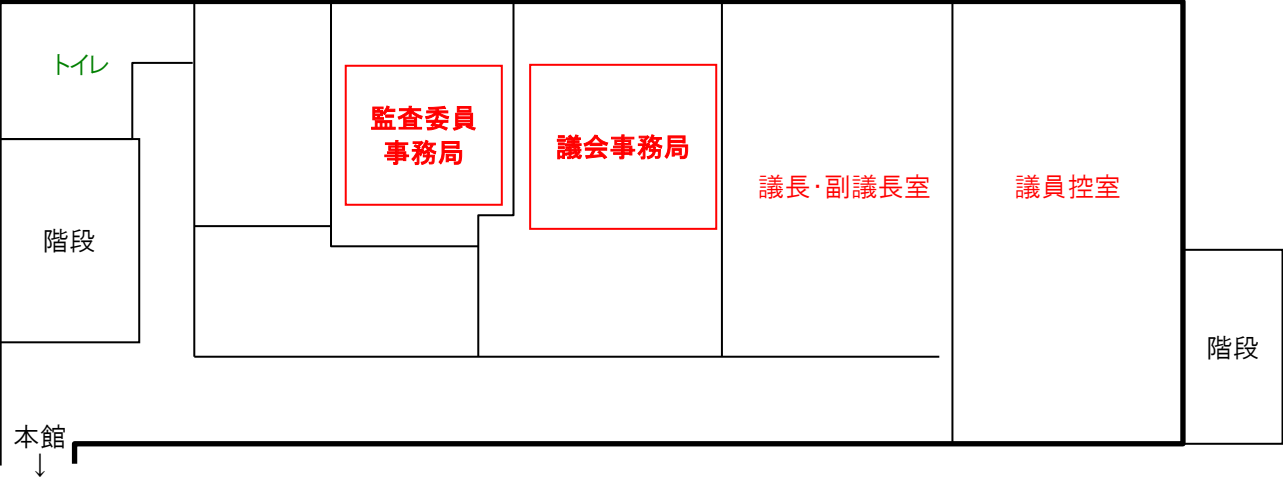 トイレ
監査委員
事務局
議会事務局
議長・副議長室
議員控室
階段
階段
本館
↓